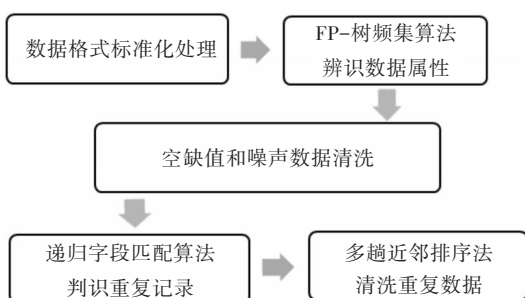 数据格式标准化处理
FP-树频集算法
辨识数据属性
空缺值和噪声数据清洗
递归字段匹配算法
判识重复记录
多趟近邻排序法
清洗重复数据